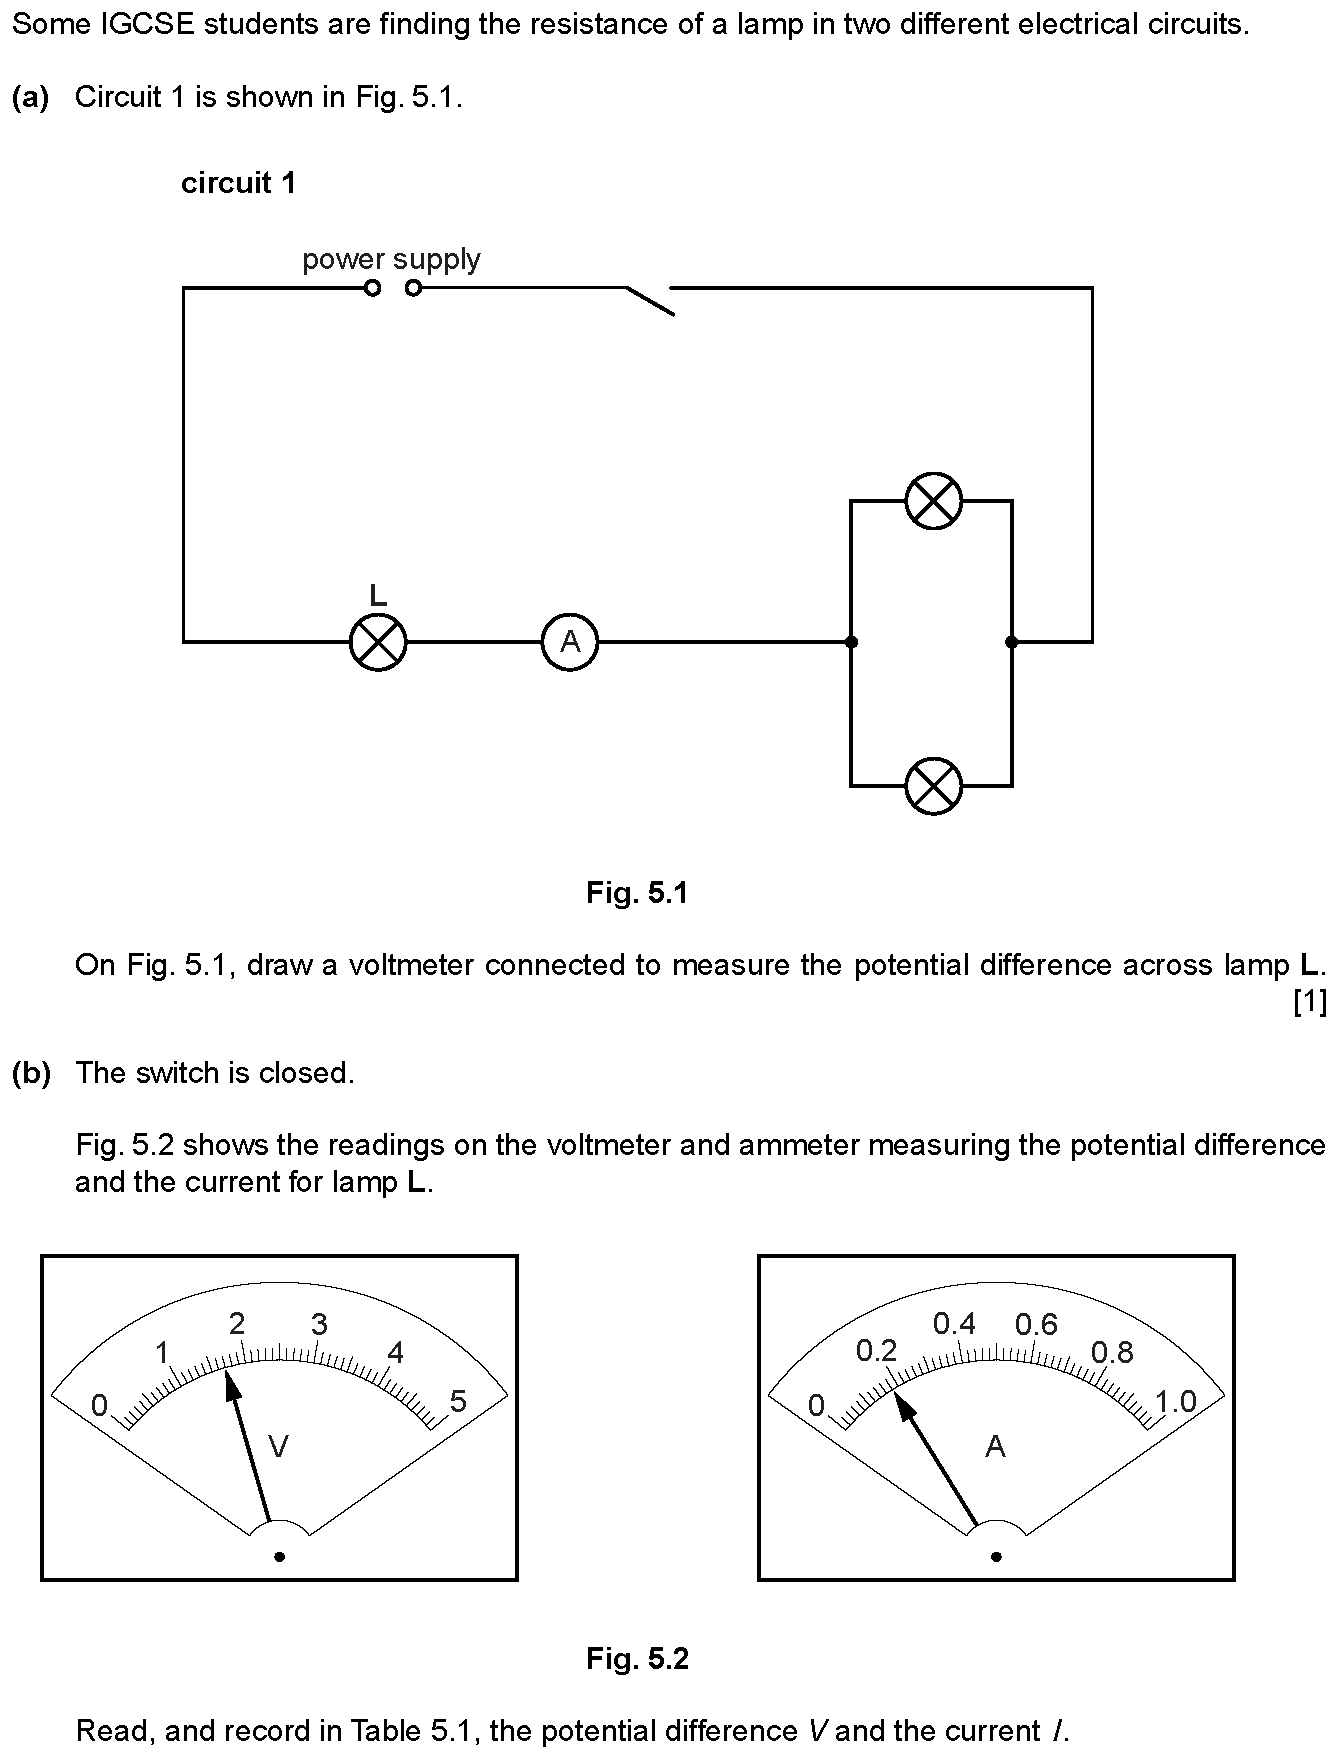 Some IGCSE students are finding the resistance of a lamp in two different electrical circuits.
(a) Circuit 1 is shown in Fig. 5.1.
circuit 1
power supply
L
A
Fig. 5.1
On Fig. 5.1, draw a voltmeter connected to measure the potential difference across lamp L.
[1]
(b) The switch is closed.
Fig. 5.2 shows the readings on the voltmeter and ammeter measuring the potential difference
and the current for lamp L.
0 1 2 3 4 5
V
0 0.2 0.4 0.6 0.8 1.0
A
Fig. 5.2
Read, and record in Table 5.1, the potential difference V and the current I.